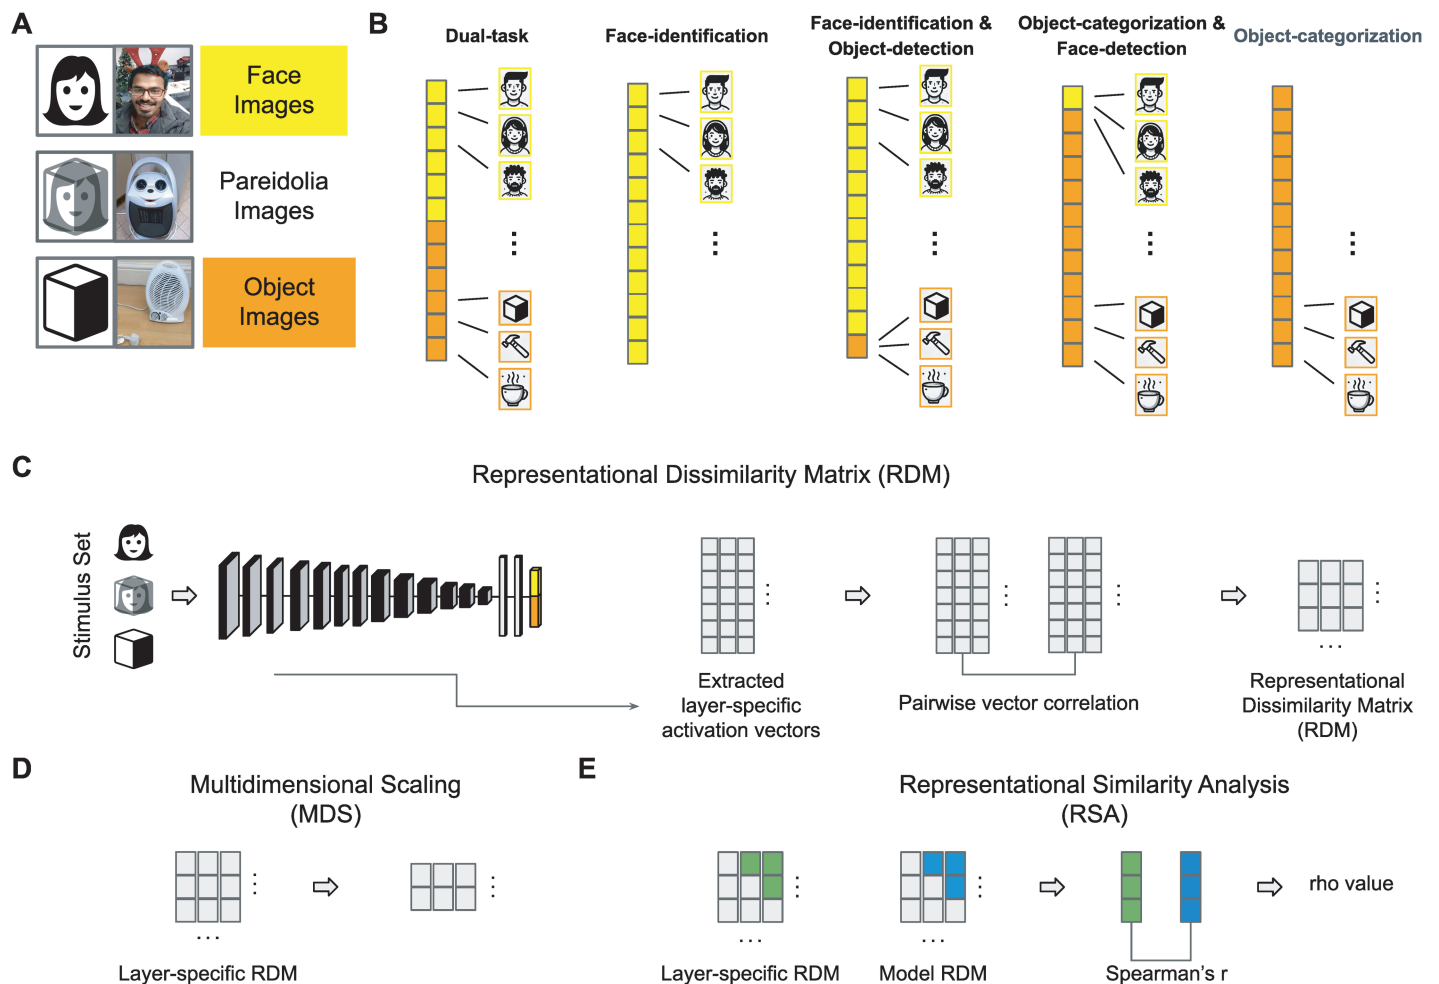 A
Face
Images
Pareidolia
Images
Object
Images
B
Dual-task
Face-identification
Face-identification &
Object-detection
Object-categorization &
Face-detection
Object-categorization
C
Representational Dissimilarity Matrix (RDM)
Stimulus Set
Extracted
layer-specific
activation vectors
Pairwise vector correlation
Representational
Dissimilarity Matrix
(RDM)
D
Multidimensional Scaling
(MDS)
Layer-specific RDM
E
Representational Similarity Analysis
(RSA)
Layer-specific RDM
Model RDM
Spearman's r
rho value